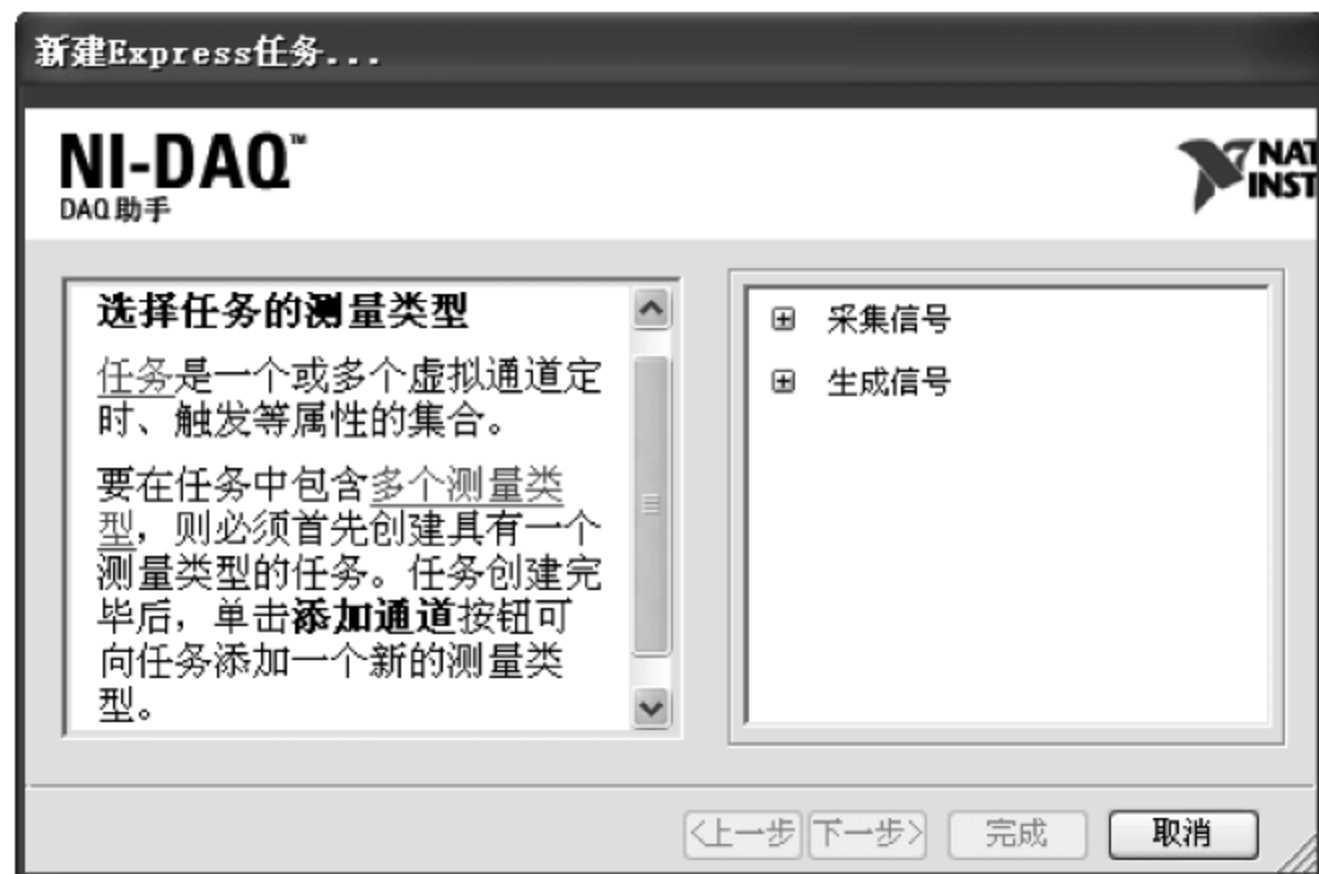 新建Express任务...
NI-DAQ™
DAQ助手
NAT
INST
选择任务的测量类型
任务是一个或多个虚拟通道定
时、触发等属性的集合。
要在任务中包含多个测量类
型，则必须首先创建具有一个
测量类型的任务。任务创建完
毕后，单击添加通道按钮可
向任务添加一个新的测量类
型。
采集信号
生成信号
<上一步 下一步> 完成 取消